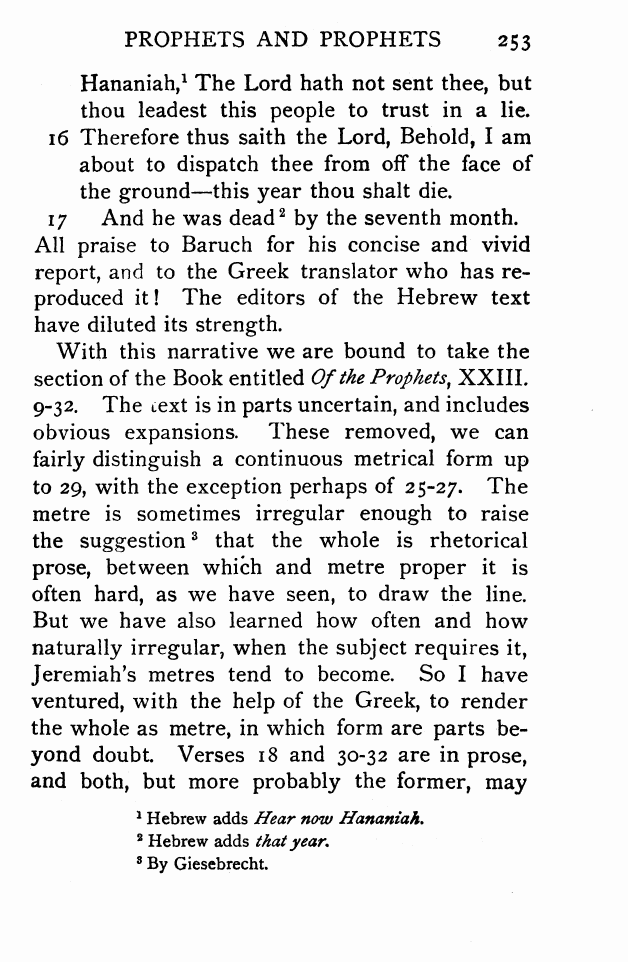 PROPHETS AND PROPHETS 253
Hananiah,¹ The Lord hath not sent thee, but
thou leadest this people to trust in a lie.
16 Therefore thus saith the Lord, Behold, I am
about to dispatch thee from off the face of
the ground—this year thou shalt die.
17 And he was dead² by the seventh month.
All praise to Baruch for his concise and vivid
report, and to the Greek translator who has re-
produced it! The editors of the Hebrew text
have diluted its strength.
With this narrative we are bound to take the
section of the Book entitled Of the Prophets, XXIII.
9-32. The text is in parts uncertain, and includes
obvious expansions. These removed, we can
fairly distinguish a continuous metrical form up
to 29, with the exception perhaps of 25-27. The
metre is sometimes irregular enough to raise
the suggestion³ that the whole is rhetorical
prose, between which and metre proper it is
often hard, as we have seen, to draw the line.
But we have also learned how often and how
naturally irregular, when the subject requires it,
Jeremiah's metres tend to become. So I have
ventured, with the help of the Greek, to render
the whole as metre, in which form are parts be-
yond doubt. Verses 18 and 30-32 are in prose,
and both, but more probably the former, may
¹ Hebrew adds Hear now Hananiah.
² Hebrew adds that year.
³ By Giesebrecht.